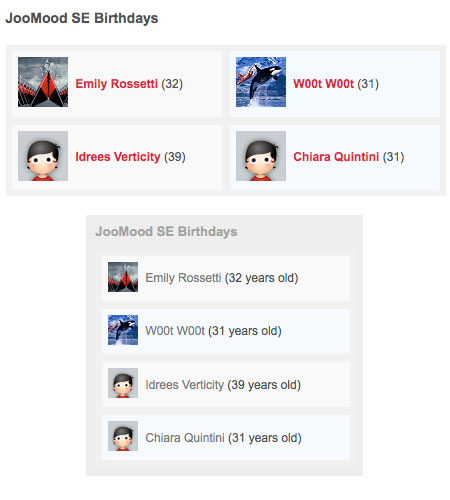 JooMood SE Birthdays
Emily Rossetti (32)
W00t W00t (31)
Idrees Verticity (39)
Chiara Quintini (31)
JooMood SE Birthdays
Emily Rossetti (32 years old)
W00t W00t (31 years old)
Idrees Verticity (39 years old)
Chiara Quintini (31 years old)